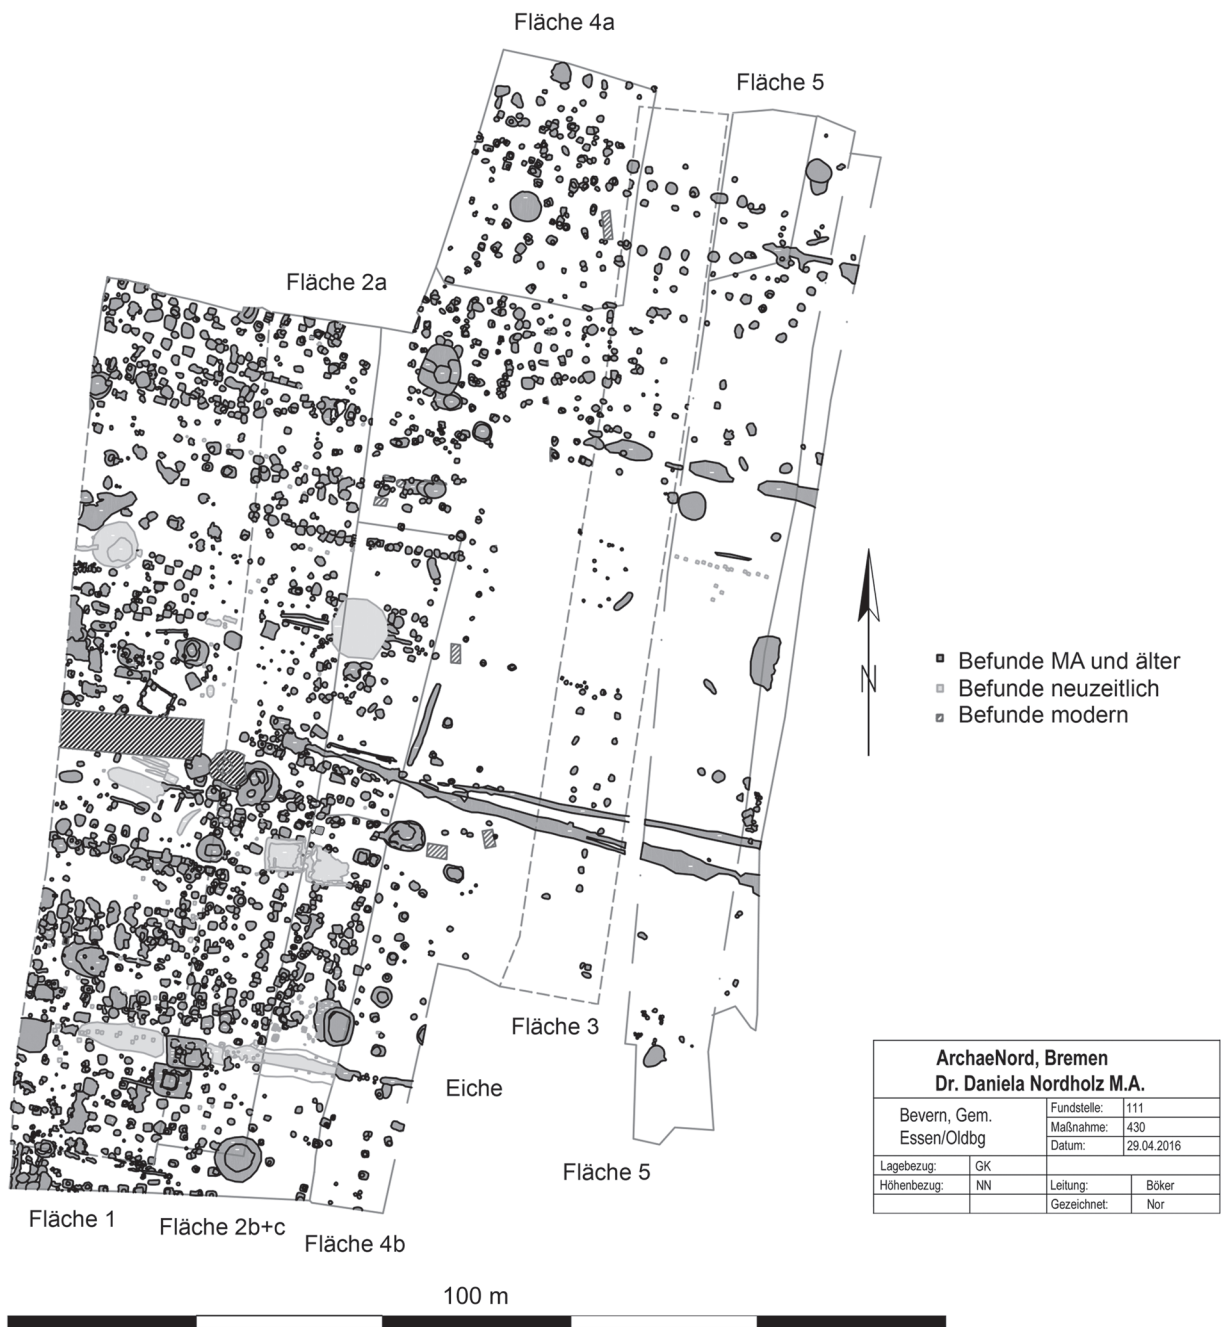 Fläche 4a
Fläche 5
Fläche 2a
N
Befunde MA und älter
Befunde neuzeitlich
Befunde modern
Fläche 3
Eiche
Fläche 5
Fläche 1
Fläche 2b+c
Fläche 4b
ArchaeNord, Bremen
Dr. Daniela Nordholz M.A.
Bevern, Gem.
Essen/Oldbg
Fundstelle: 111
Maßnahme: 430
Datum: 29.04.2016
Lagebezug: GK
Höhenbezug: NN Leitung: Böker
Gezeichnet: Nor
100 m